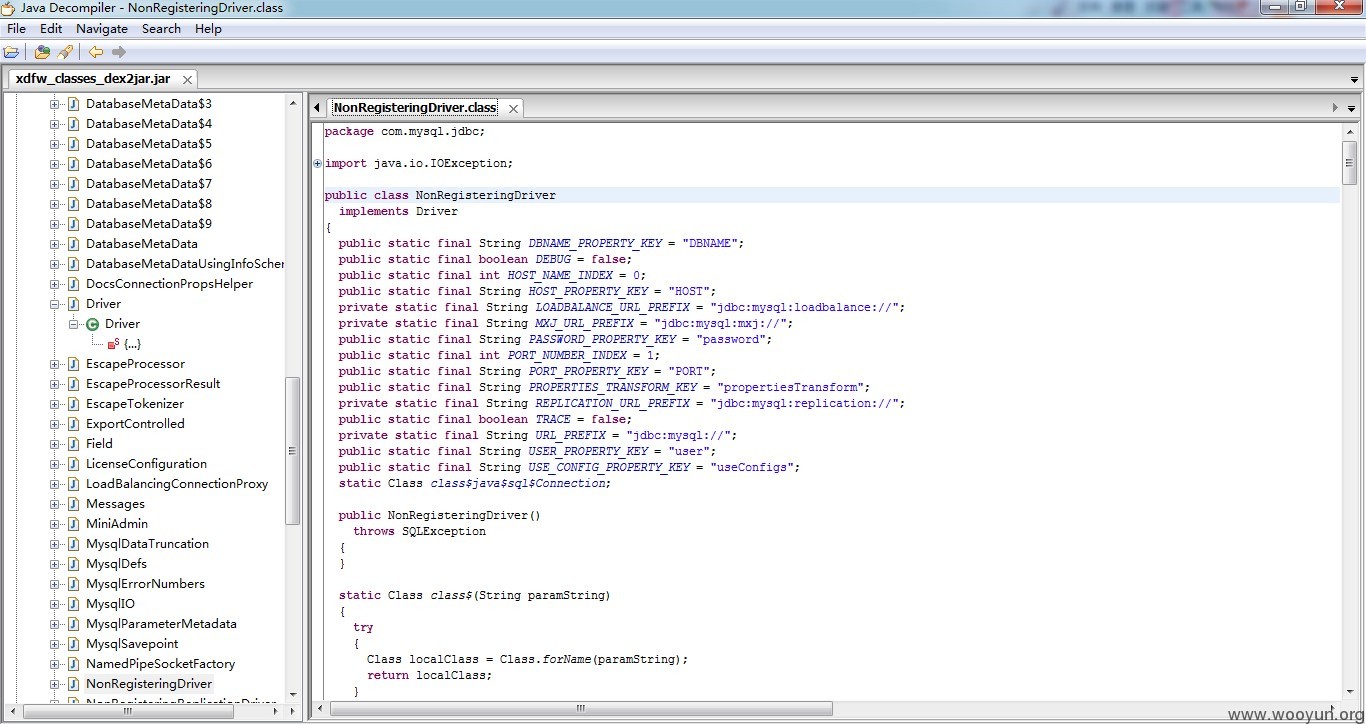 Java Decompiler - NonRegisteringDriver.class
File Edit Navigate Search Help
xdfw_classes_dex2jar.jar
DatabaseMetaData$3
DatabaseMetaData$4
DatabaseMetaData$5
DatabaseMetaData$6
DatabaseMetaData$7
DatabaseMetaData$8
DatabaseMetaData$9
DatabaseMetaData
DatabaseMetaDataUsingInfoScher
DocsConnectionPropsHelper
Driver
Driver
{...}
EscapeProcessor
EscapeProcessorResult
EscapeTokenizer
ExportControlled
Field
LicenseConfiguration
LoadBalancingConnectionProxy
Messages
MiniAdmin
MysqlDataTruncation
MysqlDefs
MysqlErrorNumbers
MysqlIO
MysqlParameterMetadata
MysqlSavepoint
NamedPipeSocketFactory
NonRegisteringDriver
NonRegisteringReplicationDriver
NonRegisteringDriver.class
package com.mysql.jdbc;
import java.io.IOException;
public class NonRegisteringDriver
implements Driver
{
public static final String DBNAME_PROPERTY_KEY = "DBNAME";
public static final boolean DEBUG = false;
public static final int HOST_NAME_INDEX = 0;
public static final String HOST_PROPERTY_KEY = "HOST";
private static final String LOADBALANCE_URL_PREFIX = "jdbc:mysql:loadbalance://";
private static final String MXJ_URL_PREFIX = "jdbc:mysql:mxj://";
public static final String PASSWORD_PROPERTY_KEY = "password";
public static final int PORT_NUMBER_INDEX = 1;
public static final String PORT_PROPERTY_KEY = "PORT";
public static final String PROPERTIES_TRANSFORM_KEY = "propertiesTransform";
private static final String REPLICATION_URL_PREFIX = "jdbc:mysql:replication://";
public static final boolean TRACE = false;
private static final String URL_PREFIX = "jdbc:mysql://";
public static final String USER_PROPERTY_KEY = "user";
public static final String USE_CONFIG_PROPERTY_KEY = "useConfigs";
static Class class$java$sql$Connection;
public NonRegisteringDriver()
throws SQLException
{
}
static Class class$(String paramString)
{
try
{
Class localClass = Class.forName(paramString);
return localClass;
}
www.wooyun.org